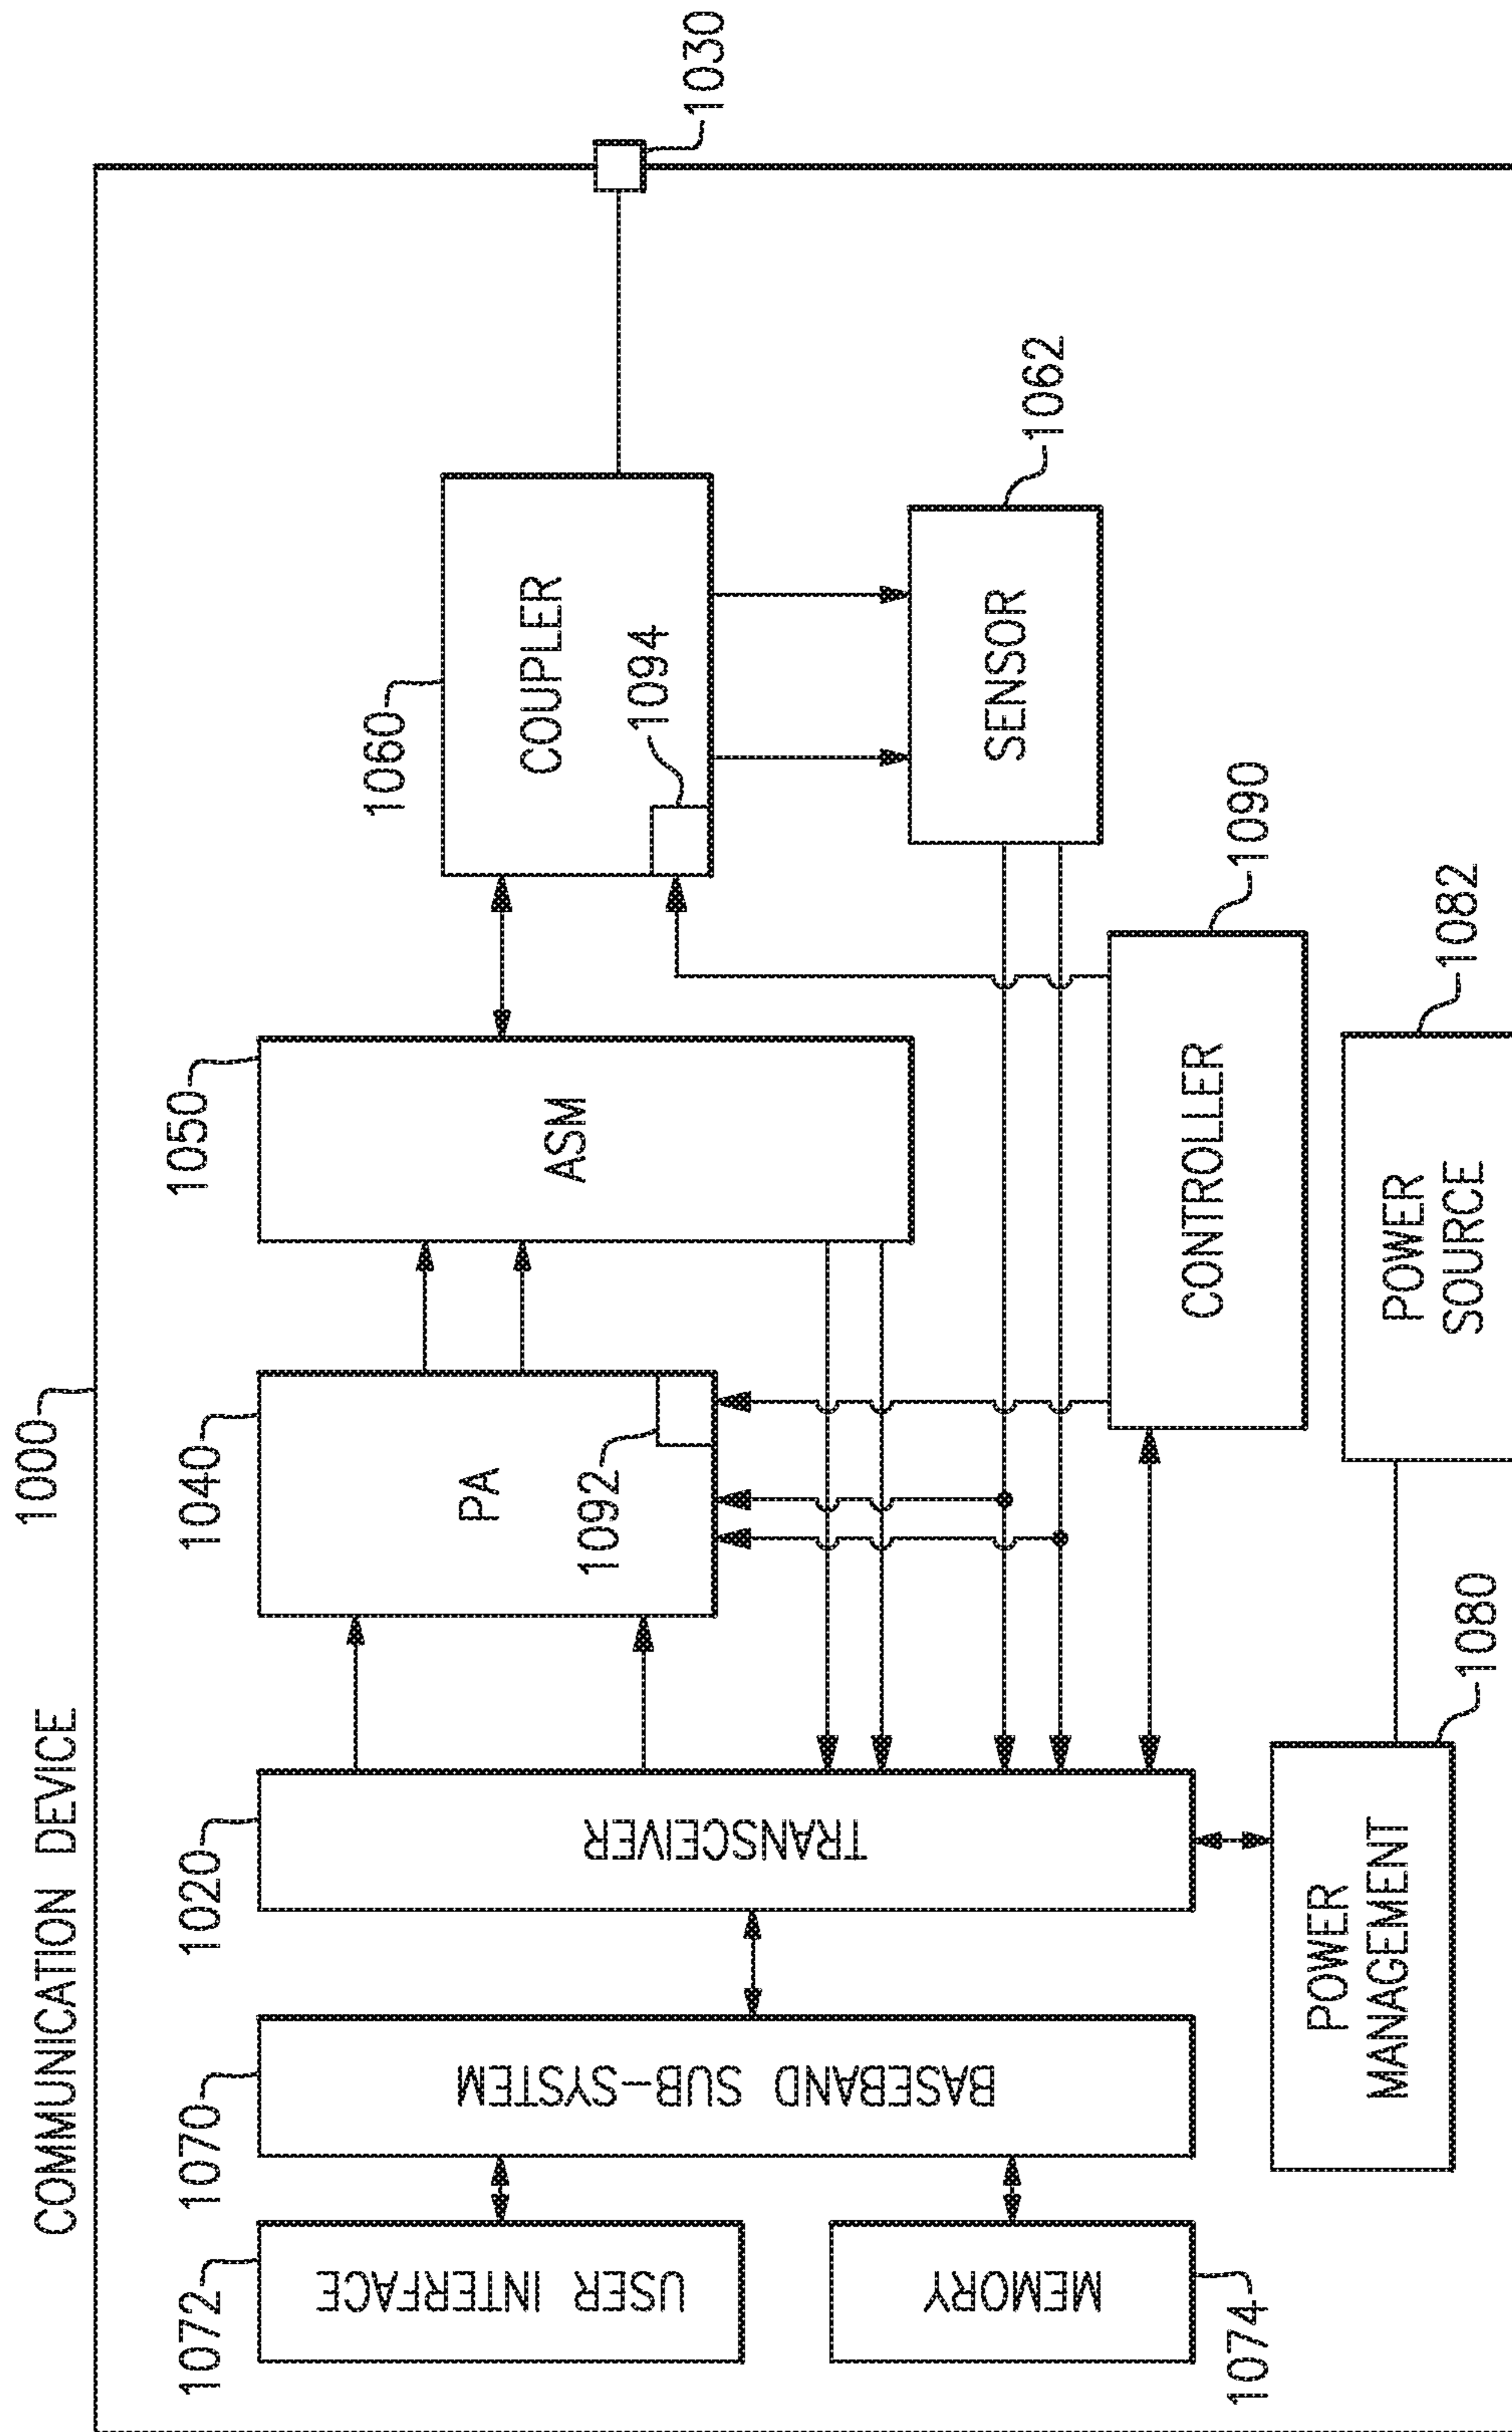 COMMUNICATION DEVICE
1000
1072
USER INTERFACE
1070
BASEBAND SUB-SYSTEM
1020
TRANSCEIVER
1040
PA
1092
1050
ASM
1060
COUPLER
1094
1030
MEMORY
1074
SENSOR
1062
CONTROLLER
1090
POWER
MANAGEMENT
1080
POWER
SOURCE
1082